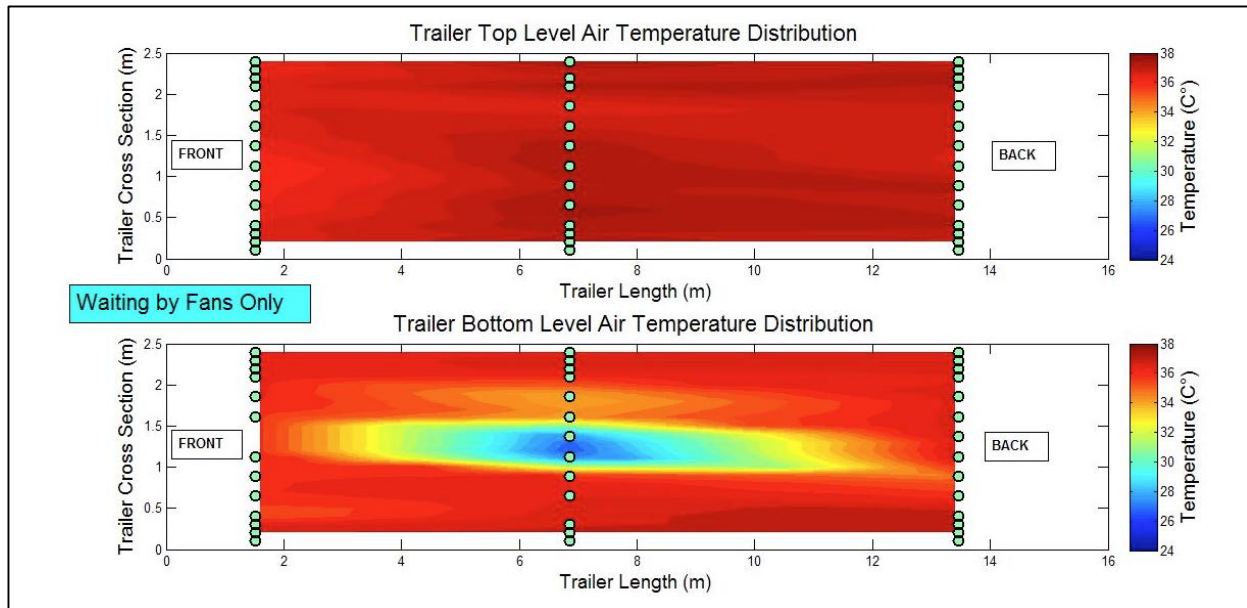 Trailer Top Level Air Temperature Distribution
Trailer Cross Section (m)
2.5
2
1.5
1
0.5
0
FRONT
BACK
0 2 4 6 8 10 12 14 16
Trailer Length (m)
38
36
34
32
30
28
26
24
Temperature (C°)
Waiting by Fans Only
Trailer Bottom Level Air Temperature Distribution
Trailer Cross Section (m)
2.5
2
1.5
1
0.5
0
FRONT
BACK
0 2 4 6 8 10 12 14 16
Trailer Length (m)
38
36
34
32
30
28
26
24
Temperature (C°)